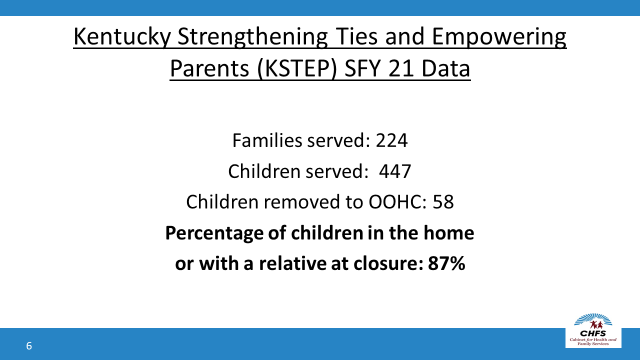 Kentucky Strengthening Ties and Empowering
Parents (KSTEP) SFY 21 Data
Families served: 224
Children served: 447
Children removed to OOHC: 58
Percentage of children in the home
or with a relative at closure: 87%
6
CHFS
Cabinet for Health and
Family Services